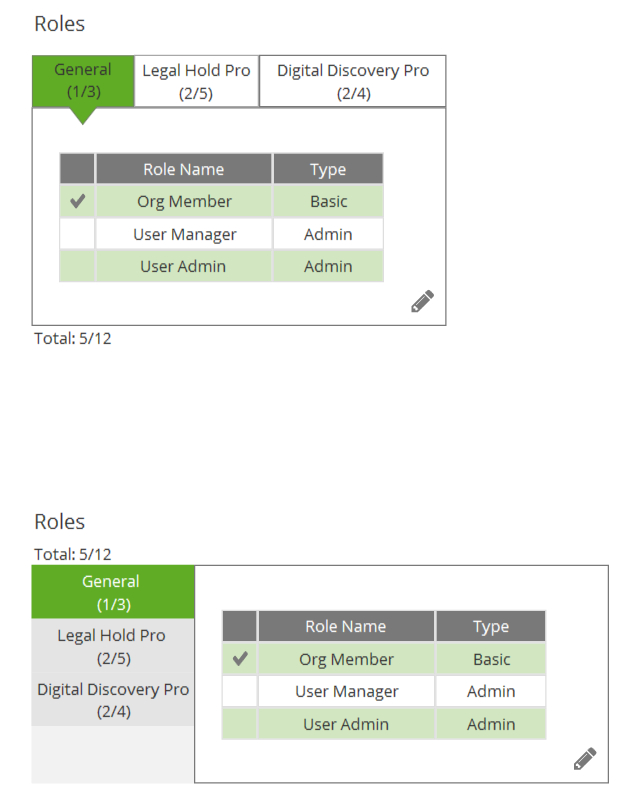 Roles
General Legal Hold Pro Digital Discovery Pro
(1/3) (2/5) (2/4)
Role Name Type
Org Member Basic
User Manager Admin
User Admin Admin
Total: 5/12
Roles
Total: 5/12
General
(1/3)
Legal Hold Pro
(2/5)
Digital Discovery Pro
(2/4)
Role Name Type
Org Member Basic
User Manager Admin
User Admin Admin